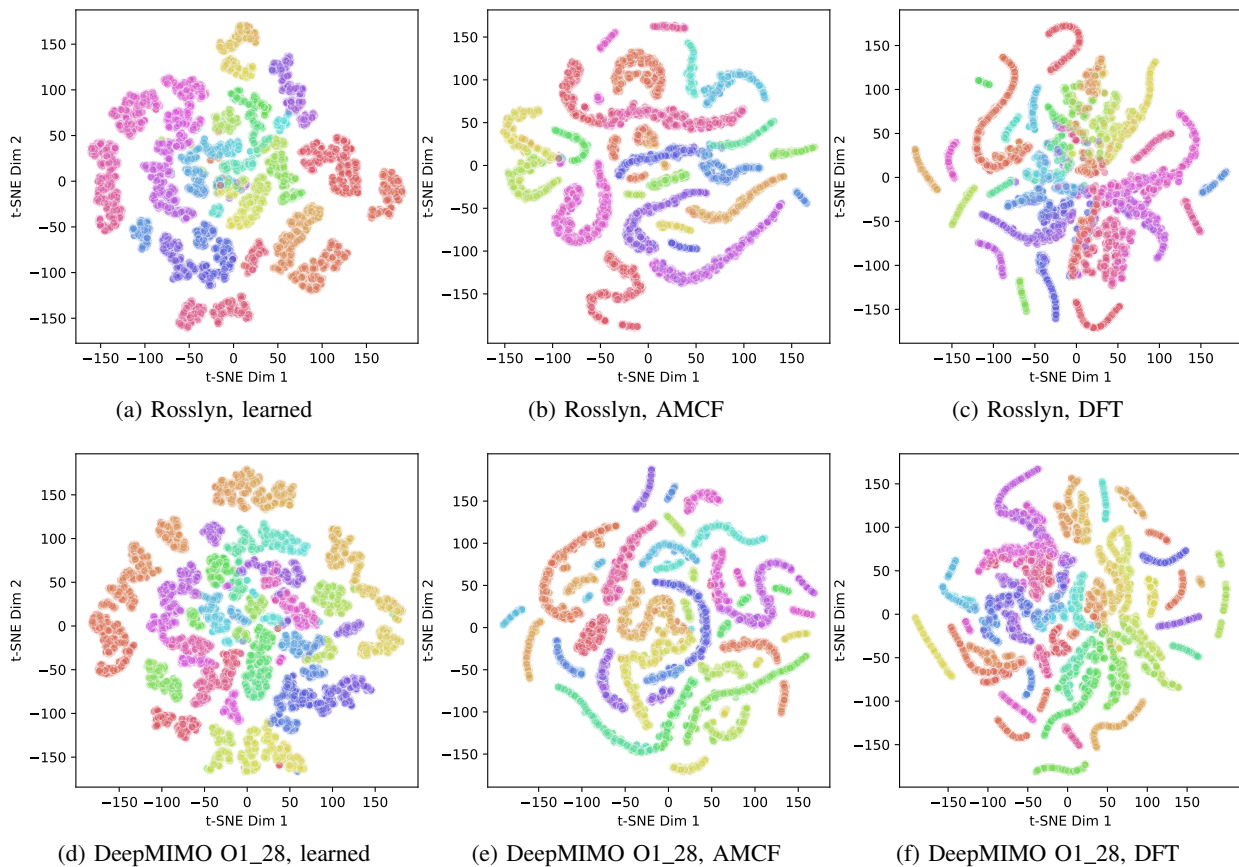 150
100
50
0
−50
−100
−150
t-SNE Dim 2
−150 −100 −50 0 50 100 150
t-SNE Dim 1
(a) Rosslyn, learned
150
100
50
0
−50
−100
−150
t-SNE Dim 2
−150 −100 −50 0 50 100 150
t-SNE Dim 1
(b) Rosslyn, AMCF
150
100
50
0
−50
−100
−150
t-SNE Dim 2
−200 −150 −100 −50 0 50 100 150
t-SNE Dim 1
(c) Rosslyn, DFT
150
100
50
0
−50
−100
−150
t-SNE Dim 2
−150 −100 −50 0 50 100 150
t-SNE Dim 1
(d) DeepMIMO O1_28, learned
150
100
50
0
−50
−100
−150
t-SNE Dim 2
−200 −150 −100 −50 0 50 100 150
t-SNE Dim 1
(e) DeepMIMO O1_28, AMCF
150
100
50
0
−50
−100
−150
t-SNE Dim 2
−200 −150 −100 −50 0 50 100 150 200
t-SNE Dim 1
(f) DeepMIMO O1_28, DFT